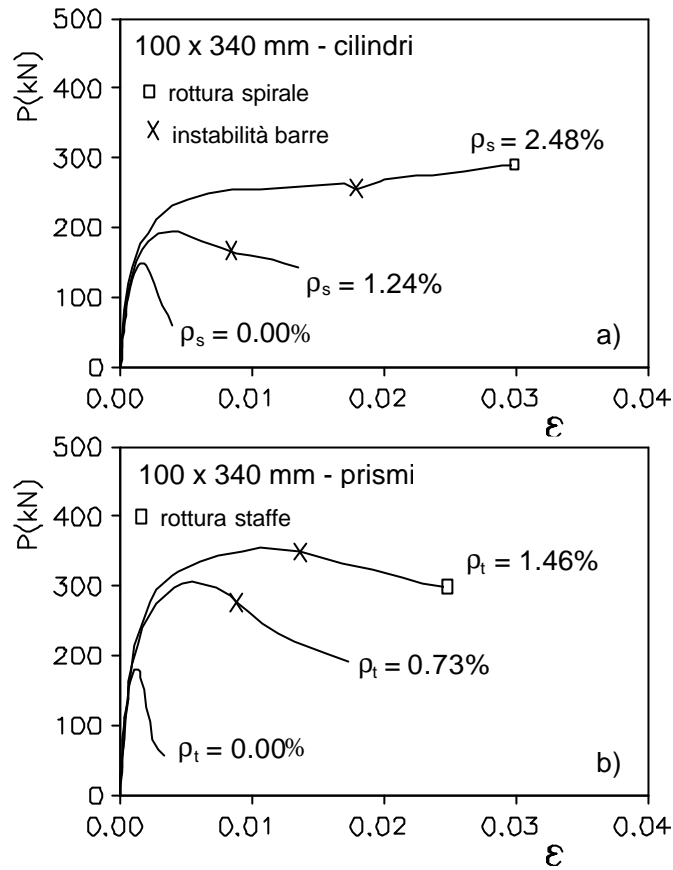 500
100 x 340 mm - cilindri
P(kN)
400
rottura spirale
instabilità barre
300
ρs = 2.48%
200
ρs = 1.24%
100
ρs = 0.00%
a)
0
0.00 0.01 0.02 0.03 0.04
ε
500
100 x 340 mm - prismi
P(kN)
rottura staffe
400
ρt = 1.46%
300
ρt = 0.73%
200
100
ρt = 0.00%
b)
0
0.00 0.01 0.02 0.03 0.04
ε